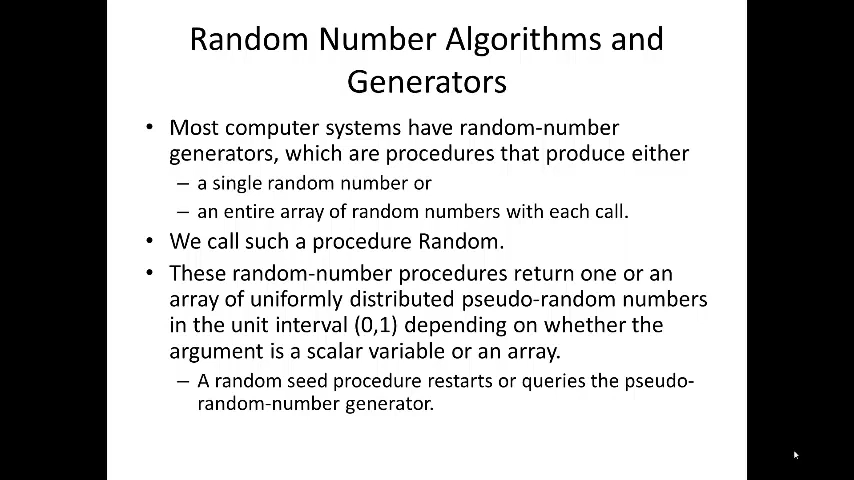 Random Number Algorithms and
Generators
• Most computer systems have random-number
generators, which are procedures that produce either
– a single random number or
– an entire array of random numbers with each call.
• We call such a procedure Random.
• These random-number procedures return one or an
array of uniformly distributed pseudo-random numbers
in the unit interval (0,1) depending on whether the
argument is a scalar variable or an array.
– A random seed procedure restarts or queries the pseudo-
random-number generator.